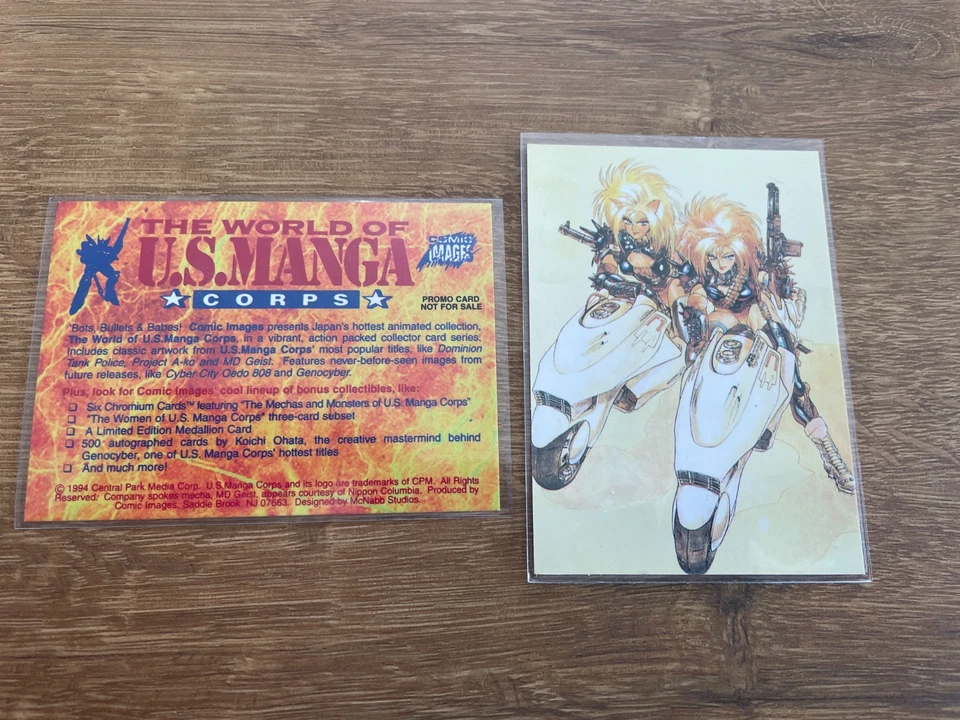 THE WORLD OF
U.S.MANGA
CORPS
COMIC
IMAGES
PROMO CARD
NOT FOR SALE
'Bots, Bullets & Babes! Comic Images presents Japan's hottest animated collection,
The World of U.S.Manga Corps, in a vibrant, action packed collector card series.
Includes classic artwork from U.S.Manga Corps' most popular titles, like Dominion
Tank Police, Project A-ko and MD Geist. Features never-before-seen images from
future releases, like Cyber City Oedo 808 and Genocyber.
Plus, look for Comic Images' cool lineup of bonus collectibles, like:
❑ Six Chromium Cards™ featuring "The Mechas and Monsters of U.S. Manga Corps"
❑ "The Women of U.S. Manga Corps" three-card subset
❑ A Limited Edition Medallion Card
❑ 500 autographed cards by Koichi Ohata, the creative mastermind behind
Genocyber, one of U.S. Manga Corps' hottest titles
❑ And much more!
© 1994 Central Park Media Corp. U.S.Manga Corps and its logo are trademarks of CPM. All Rights
Reserved. Company spokes mecha, MD Geist, appears courtesy of Nippon Columbia. Produced by
Comic Images, Saddle Brook, NJ 07663. Designed by McNabb Studios.